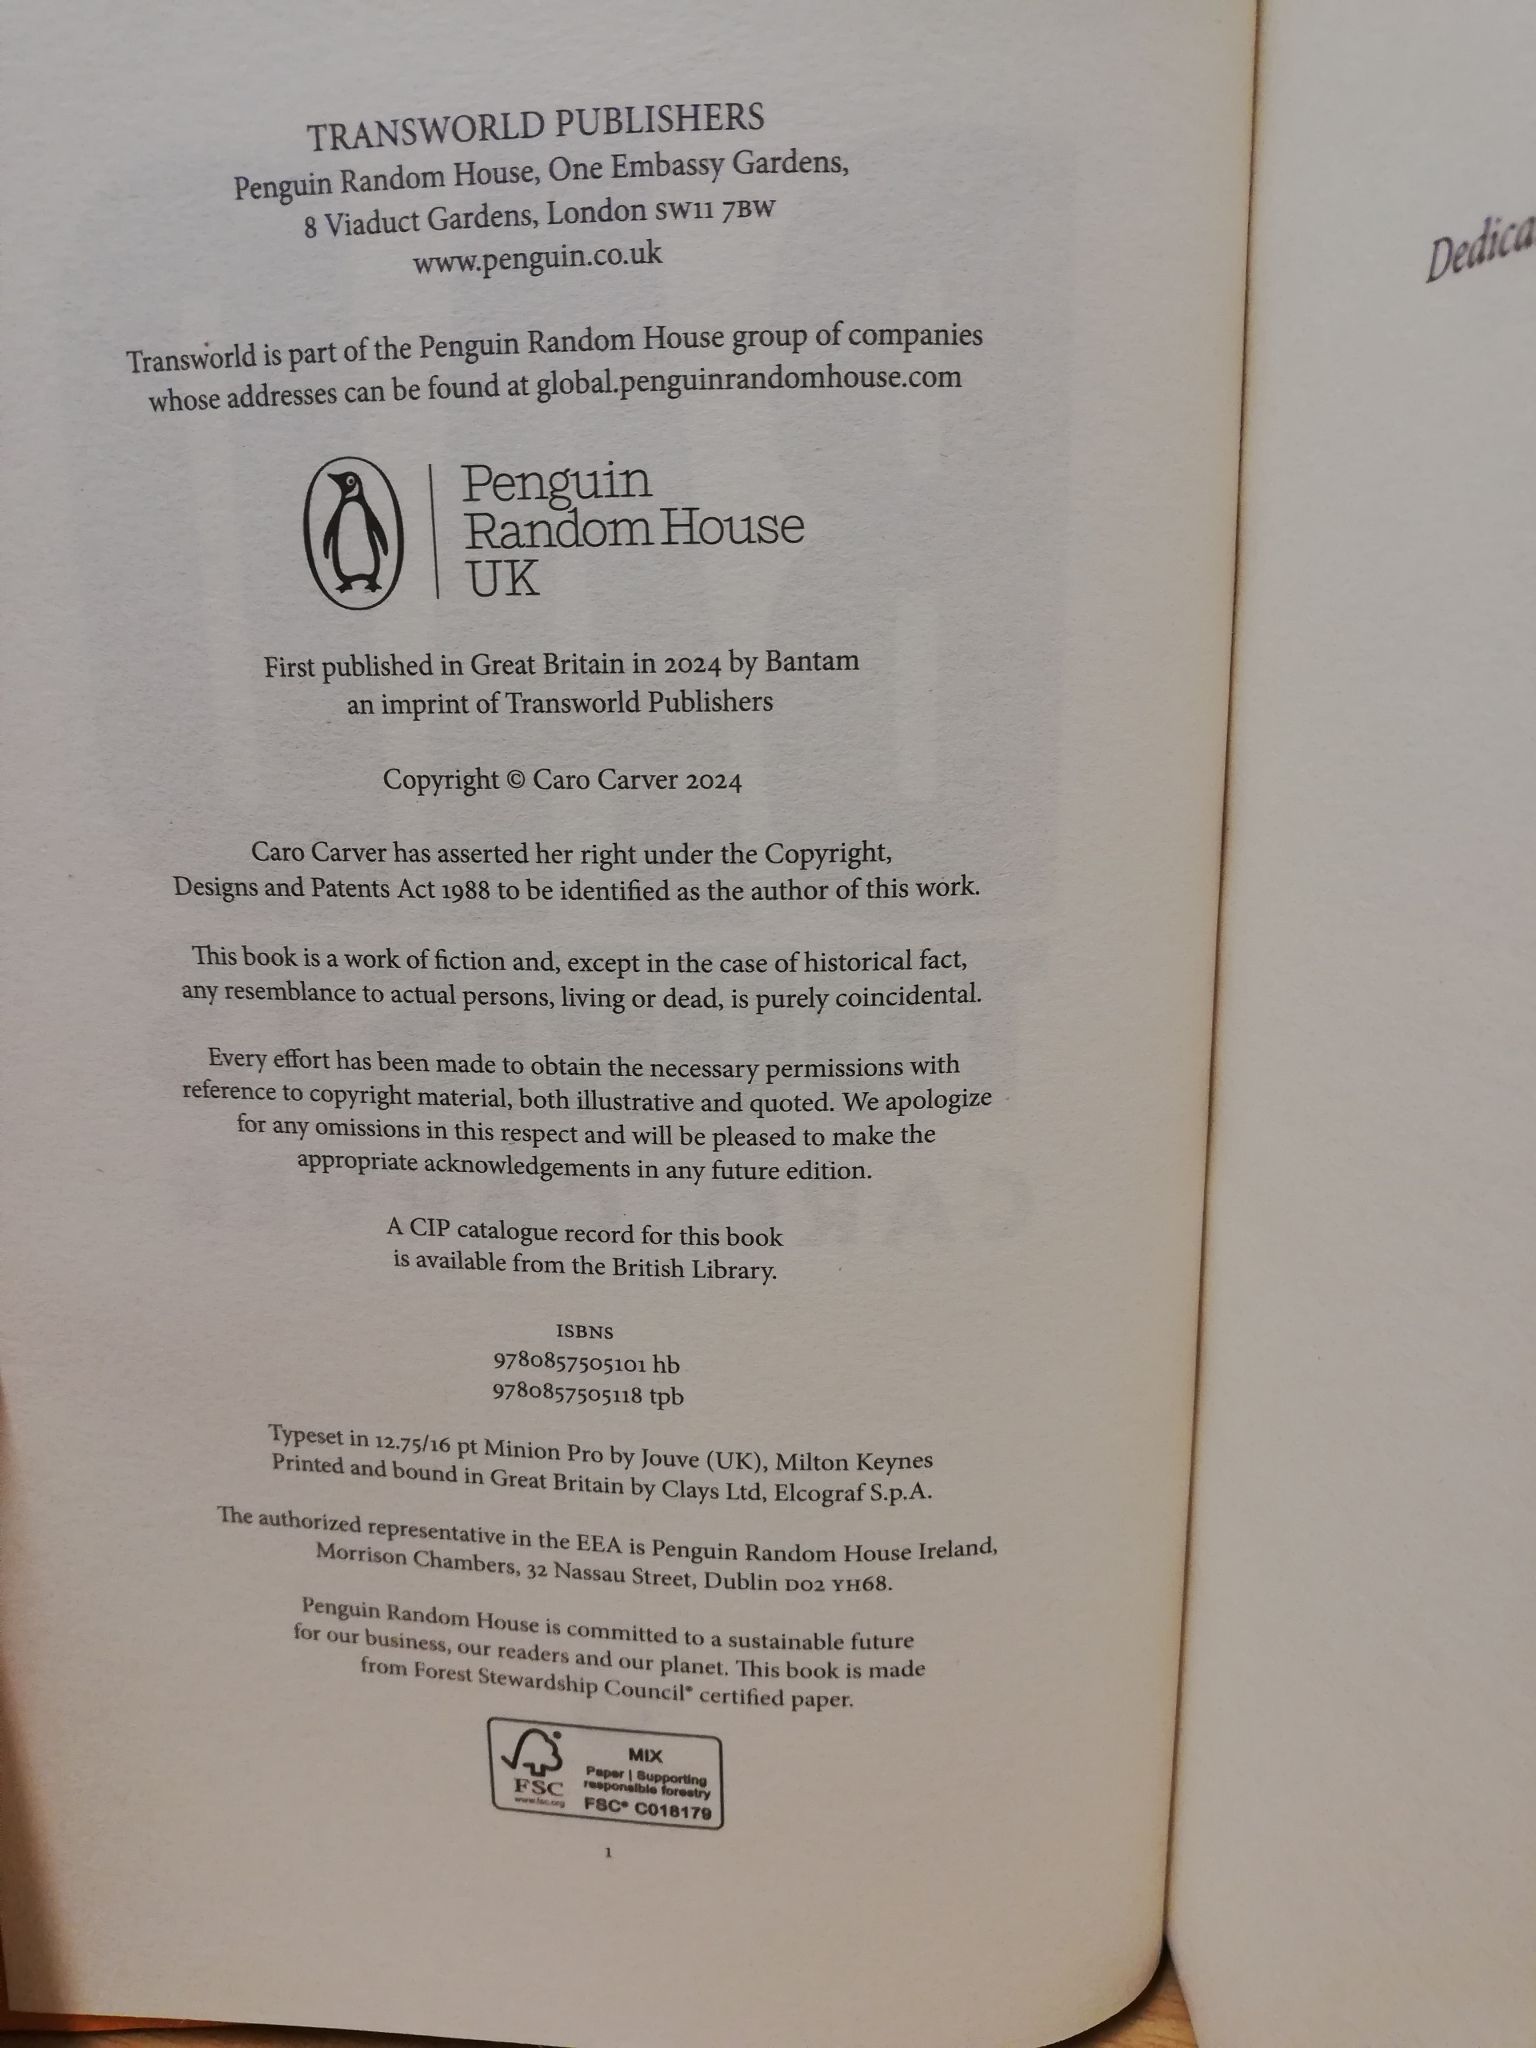 TRANSWORLD PUBLISHERS
Penguin Random House, One Embassy Gardens,
8 Viaduct Gardens, London SW11 7BW
www.penguin.co.uk
Transworld is part of the Penguin Random House group of companies
whose addresses can be found at global.penguinrandomhouse.com
Penguin
Random House
UK
First published in Great Britain in 2024 by Bantam
an imprint of Transworld Publishers
Copyright © Caro Carver 2024
Caro Carver has asserted her right under the Copyright,
Designs and Patents Act 1988 to be identified as the author of this work.
This book is a work of fiction and, except in the case of historical fact,
any resemblance to actual persons, living or dead, is purely coincidental.
Every effort has been made to obtain the necessary permissions with
reference to copyright material, both illustrative and quoted. We apologize
for any omissions in this respect and will be pleased to make the
appropriate acknowledgements in any future edition.
A CIP catalogue record for this book
is available from the British Library.
ISBNS
9780857505101 hb
9780857505118 tpb
Typeset in 12.75/16 pt Minion Pro by Jouve (UK), Milton Keynes
Printed and bound in Great Britain by Clays Ltd, Elcograf S.p.A.
The authorized representative in the EEA is Penguin Random House Ireland,
Morrison Chambers, 32 Nassau Street, Dublin D02 YH68.
Penguin Random House is committed to a sustainable future
for our business, our readers and our planet. This book is made
from Forest Stewardship Council® certified paper.
FSC
www.fsc.org
MIX
Paper | Supporting
responsible forestry
FSC® C018179
1
Dedica